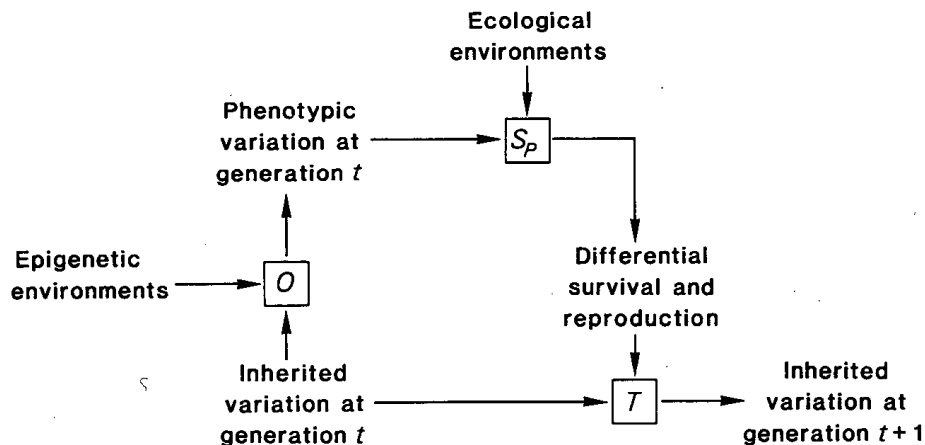 Ecological
environments
Phenotypic
variation at
generation t
S_P
Epigenetic
environments
O
Differential
survival and
reproduction
Inherited
variation at
generation t
T
Inherited
variation at
generation t+1